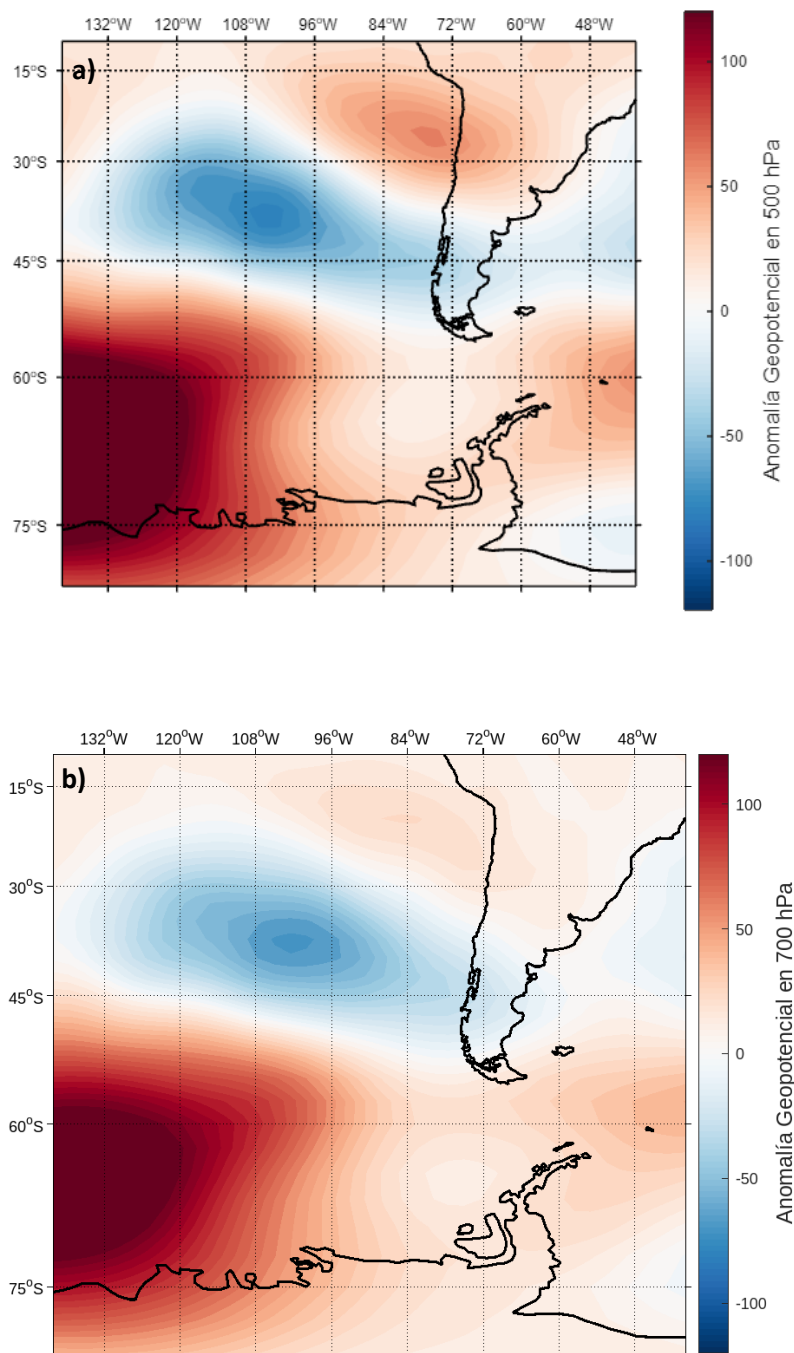 132°W 120°W 108°W 96°W 84°W 72°W 60°W 48°W
a)
15°S
30°S
45°S
60°S
75°S
100
50
0
-50
-100
Anomalía Geopotencial en 500 hPa
132°W 120°W 108°W 96°W 84°W 72°W 60°W 48°W
b)
15°S
30°S
45°S
60°S
75°S
100
50
0
-50
-100
Anomalía Geopotencial en 700 hPa